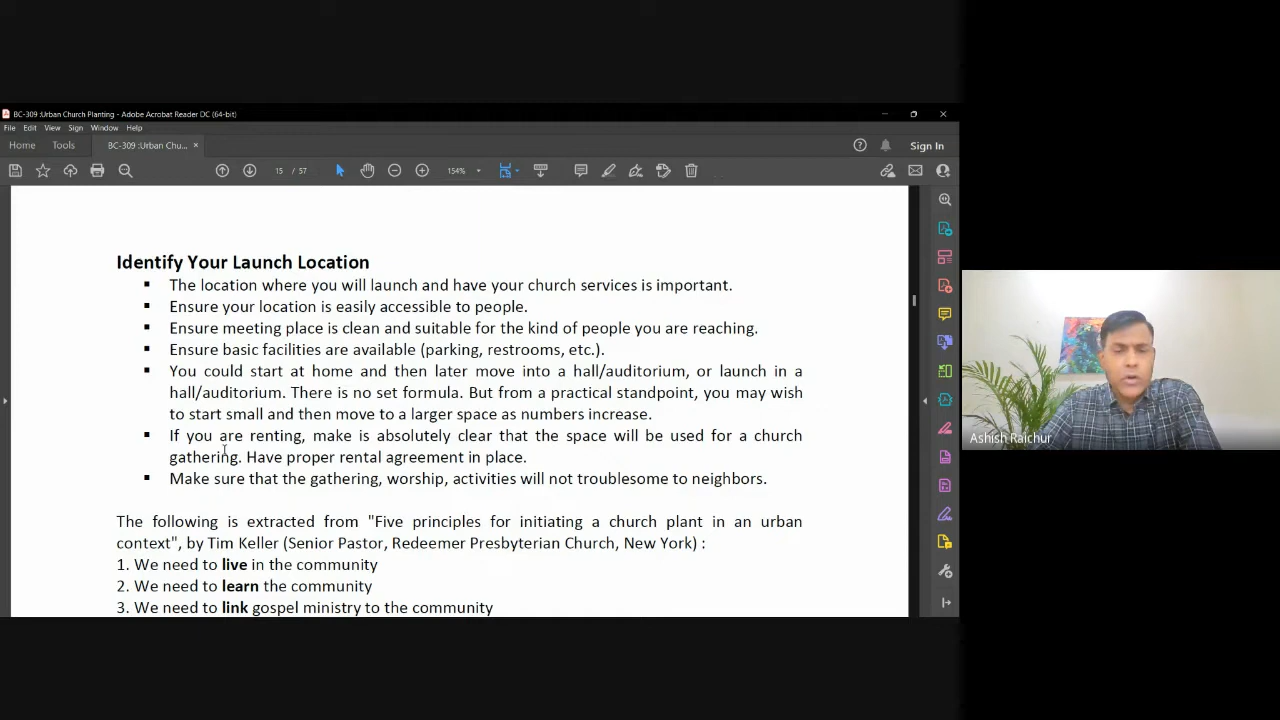 BC-309 :Urban Church Planting - Adobe Acrobat Reader DC (64-bit)
File Edit View Sign Window Help
Home Tools BC-309 :Urban Chu... × Sign In
15 / 57 154%
Identify Your Launch Location
▪ The location where you will launch and have your church services is important.
▪ Ensure your location is easily accessible to people.
▪ Ensure meeting place is clean and suitable for the kind of people you are reaching.
▪ Ensure basic facilities are available (parking, restrooms, etc.).
▪ You could start at home and then later move into a hall/auditorium, or launch in a
hall/auditorium. There is no set formula. But from a practical standpoint, you may wish
to start small and then move to a larger space as numbers increase.
▪ If you are renting, make is absolutely clear that the space will be used for a church
gathering. Have proper rental agreement in place.
▪ Make sure that the gathering, worship, activities will not troublesome to neighbors.
The following is extracted from "Five principles for initiating a church plant in an urban
context", by Tim Keller (Senior Pastor, Redeemer Presbyterian Church, New York) :
1. We need to live in the community
2. We need to learn the community
3. We need to link gospel ministry to the community
Ashish Raichur